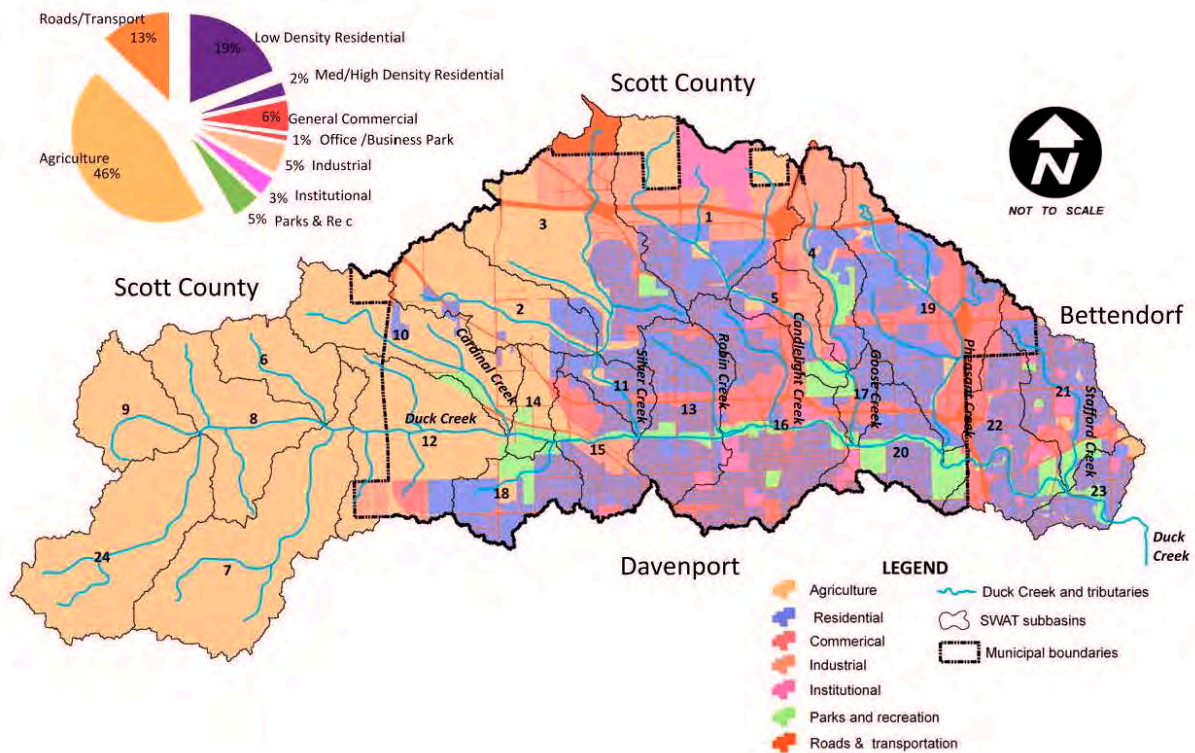 Roads/Transport
13%
Low Density Residential
19%
2% Med/High Density Residential
6% General Commercial
1% Office /Business Park
5% Industrial
3% Institutional
5% Parks & Re c
Agriculture
46%
Scott County
N
NOT TO SCALE
Scott County
Bettendorf
Davenport
1
2
3
4
5
6
7
8
9
10
11
12
13
14
15
16
17
18
19
20
21
22
23
24
Cardinal Creek
Duck Creek
Silver Creek
Robin Creek
Candlelight Creek
Goose Creek
Pheasant Creek
Stafford Creek
Duck
Creek
LEGEND
Agriculture
Residential
Commerical
Industrial
Institutional
Parks and recreation
Roads & transportation
Duck Creek and tributaries
SWAT subbasins
Municipal boundaries